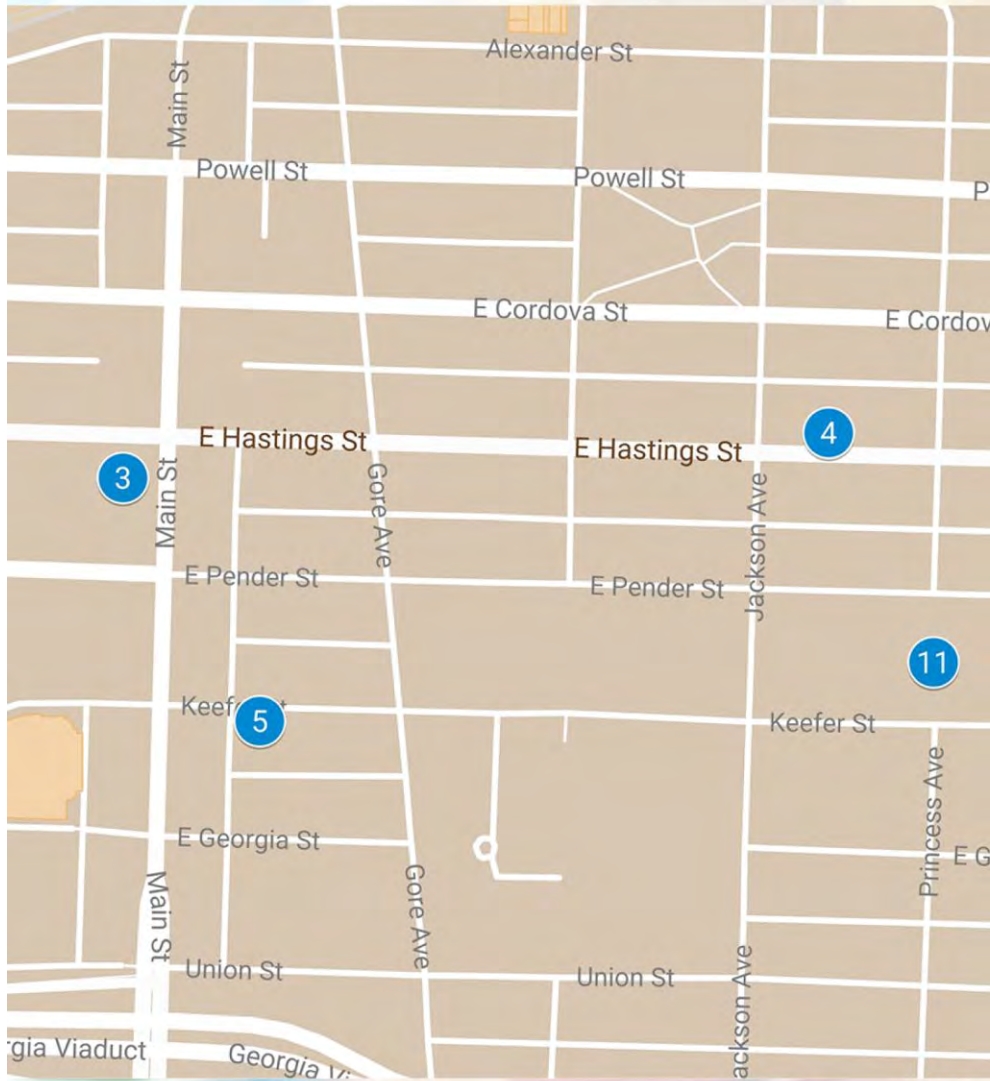 Alexander St
Main St
Powell St
Powell St
P
E Cordova St
E Cordov
E Hastings St
E Hastings St
4
3
Main St
Gore Ave
Jackson Ave
E Pender St
E Pender St
11
Keef
5
Keefer St
Princess Ave
E Georgia St
E G
Main St
Gore Ave
Union St
Union St
ackson Ave
rgia Viaduct
Georgia Vi